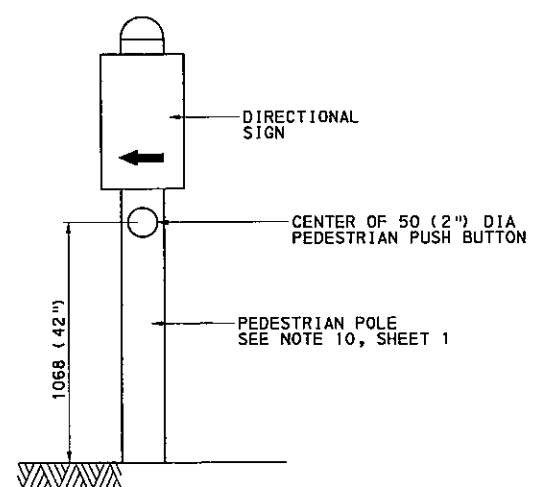 DIRECTIONAL
SIGN
CENTER OF 50 (2") DIA
PEDESTRIAN PUSH BUTTON
PEDESTRIAN POLE
SEE NOTE 10, SHEET 1
1068 (42")